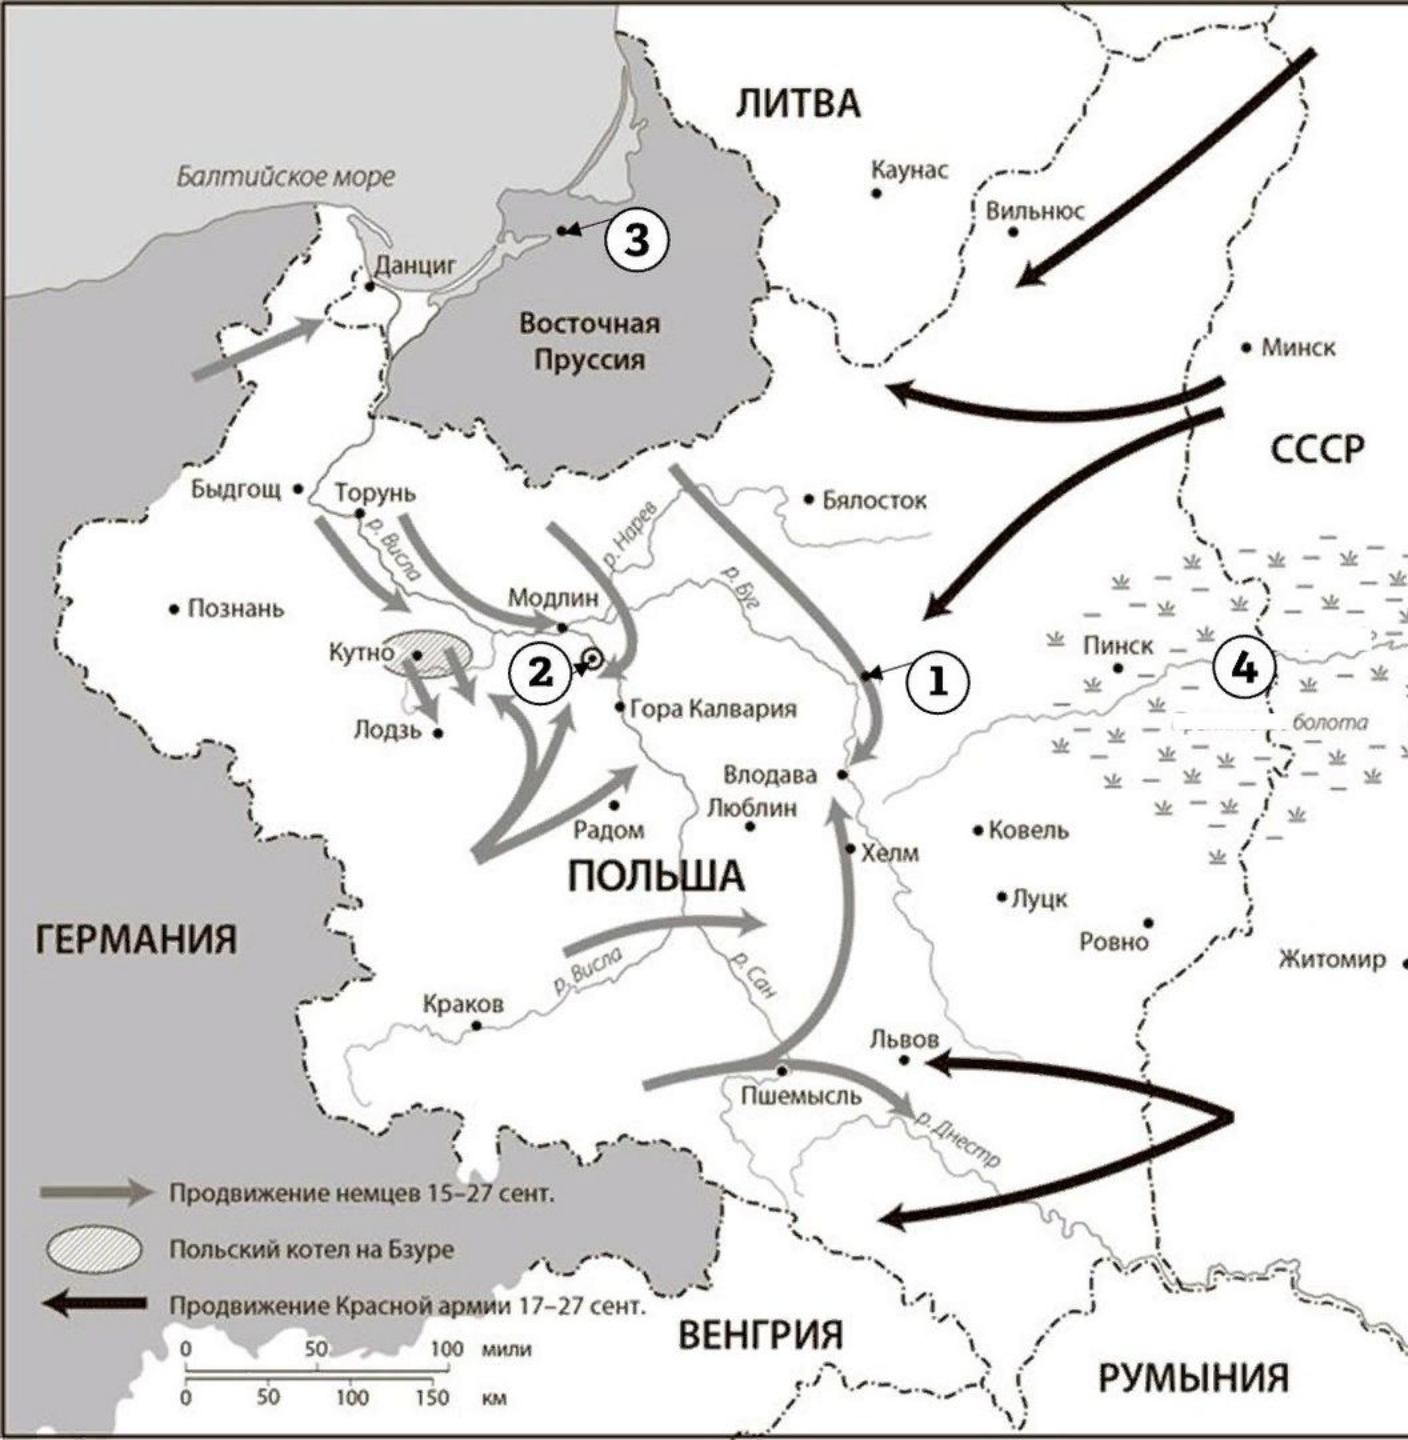 ЛИТВА
Каунас
Балтийское море
Вильнюс
3
Данциг
Восточная
Пруссия
Минск
СССР
Быдгощ
Торунь
Бялосток
р. Висла
р. Нарев
р. Буг
Модлин
Познань
Кутно
2
1
Пинск
4
Гора Калвария
болота
Лодзь
Влодава
Люблин
Радом
Ковель
Хелм
ПОЛЬША
Луцк
ГЕРМАНИЯ
Ровно
Житомир
р. Висла
р. Сан
Краков
Львов
Пшемысль
р. Днестр
Продвижение немцев 15–27 сент.
Польский котел на Бзуре
Продвижение Красной армии 17–27 сент.
0 50 100 мили
0 50 100 150 км
ВЕНГРИЯ
РУМЫНИЯ